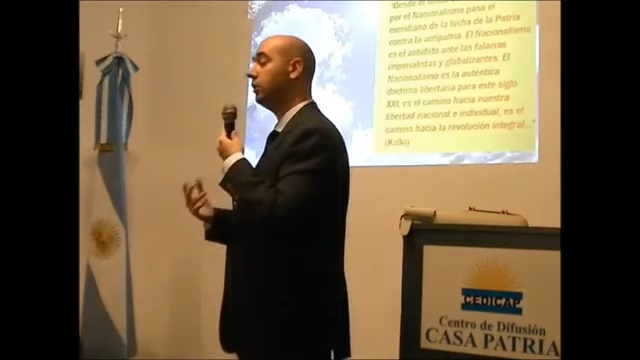 por el Nacionalismo pasa el
meridiano de la lucha de la Patria
contra la antipatria. El Nacionalismo
es el antídoto ante las falacias
imperialistas y globalizantes. El
Nacionalismo es la auténtica
doctrina libertaria para este siglo
XXI, es el camino hacia nuestra
libertad nacional e individual, es el
camino hacia la revolución integral...."
(Kalki)
CEDICAP
Centro de Difusión
CASA PATRIA